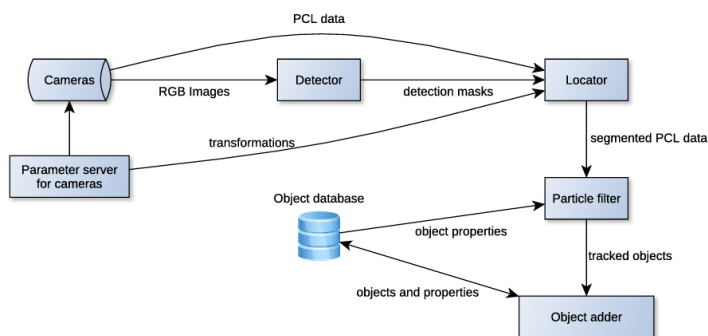 PCL data
Cameras
RGB Images
Detector
detection masks
Locator
transformations
segmented PCL data
Parameter server
for cameras
Object database
Particle filter
object properties
tracked objects
objects and properties
Object adder